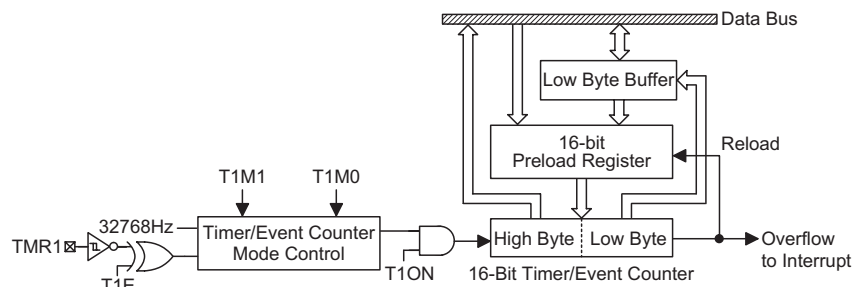 Data Bus
Low Byte Buffer
16-bit
Preload Register
Reload
T1M1
T1M0
32768Hz
TMR1
Timer/Event Counter
Mode Control
T1E
T1ON
High Byte
Low Byte
16-Bit Timer/Event Counter
Overflow
to Interrupt